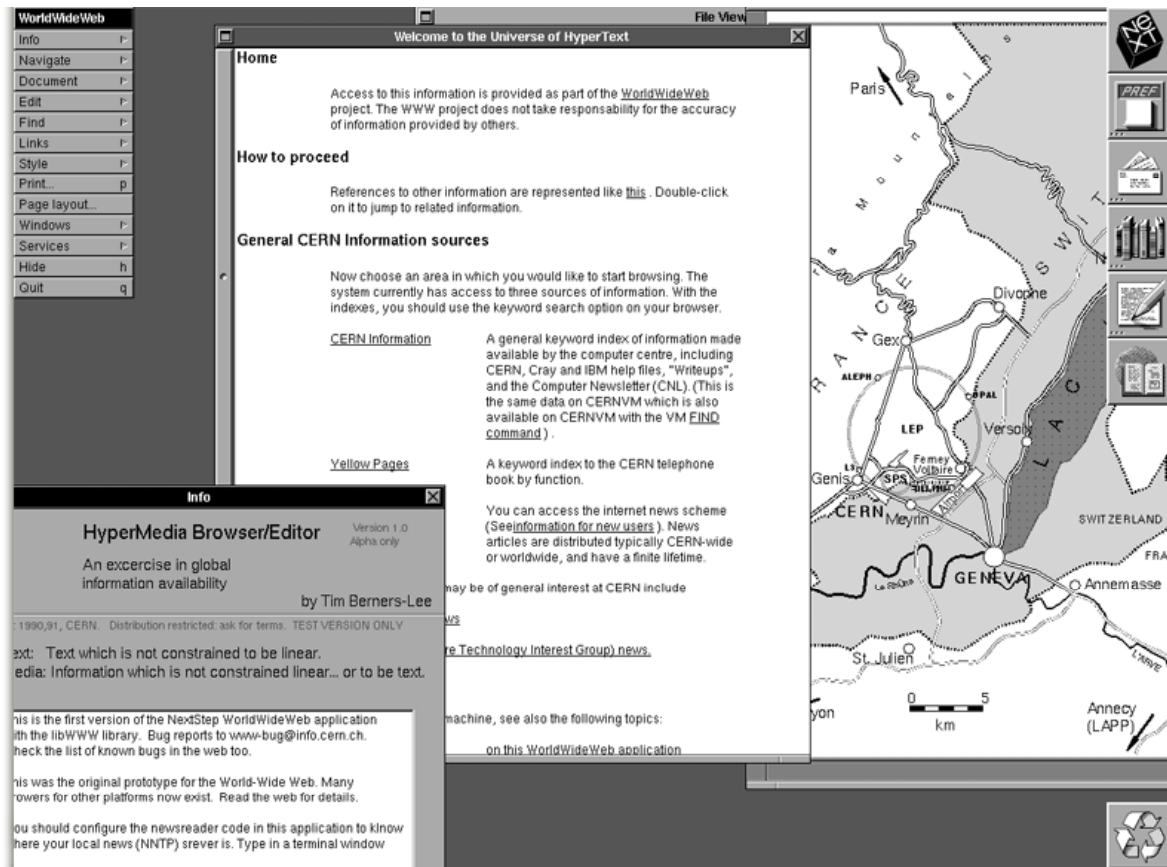 WorldWideWeb
Info
Navigate
Document
Edit
Find
Links
Style
Print... p
Page layout...
Windows
Services
Hide h
Quit q
File View
Welcome to the Universe of HyperText
Home
Access to this information is provided as part of the WorldWideWeb
project. The WWW project does not take responsability for the accuracy
of information provided by others.
How to proceed
References to other information are represented like this . Double-click
on it to jump to related information.
General CERN Information sources
Now choose an area in which you would like to start browsing. The
system currently has access to three sources of information. With the
indexes, you should use the keyword search option on your browser.
CERN Information
A general keyword index of information made
available by the computer centre, including
CERN, Cray and IBM help files, "Writeups",
and the Computer Newsletter (CNL). (This is
the same data on CERNVM which is also
available on CERNVM with the VM FIND
command ) .
Yellow Pages
A keyword index to the CERN telephone
book by function.
You can access the internet news scheme
(Seeinformation for new users ). News
articles are distributed typically CERN-wide
or worldwide, and have a finite lifetime.
may be of general interest at CERN include
ws
re Technology Interest Group) news.
machine, see also the following topics:
on this WorldWideWeb application
Info
HyperMedia Browser/Editor
Version 1.0
Alpha only
An excercise in global
information availability
by Tim Berners-Lee
1990,91, CERN. Distribution restricted: ask for terms. TEST VERSION ONLY
ext: Text which is not constrained to be linear.
edia: Information which is not constrained linear... or to be text.
his is the first version of the NextStep WorldWideWeb application
ith the libWWW library. Bug reports to www-bug@info.cern.ch.
heck the list of known bugs in the web too.
his was the original prototype for the World-Wide Web. Many
rowers for other platforms now exist. Read the web for details.
ou should configure the newsreader code in this application to klnow
here your local news (NNTP) srever is. Type in a terminal window
Paris
Divonne
Gex
ALEPH
OPAL
LEP
Versoix
Ferney
Voltaire
L3
Genis
SPS
DELPHI
Airport
CERN
Meyrin
GENEVA
Le Rhône
SWITZERLAND
FRA
Annemasse
St. Julien
L'ARVE
0 5
km
yon
Annecy
(LAPP)
RANCE
SWIT
LAC
NeXT
PREF